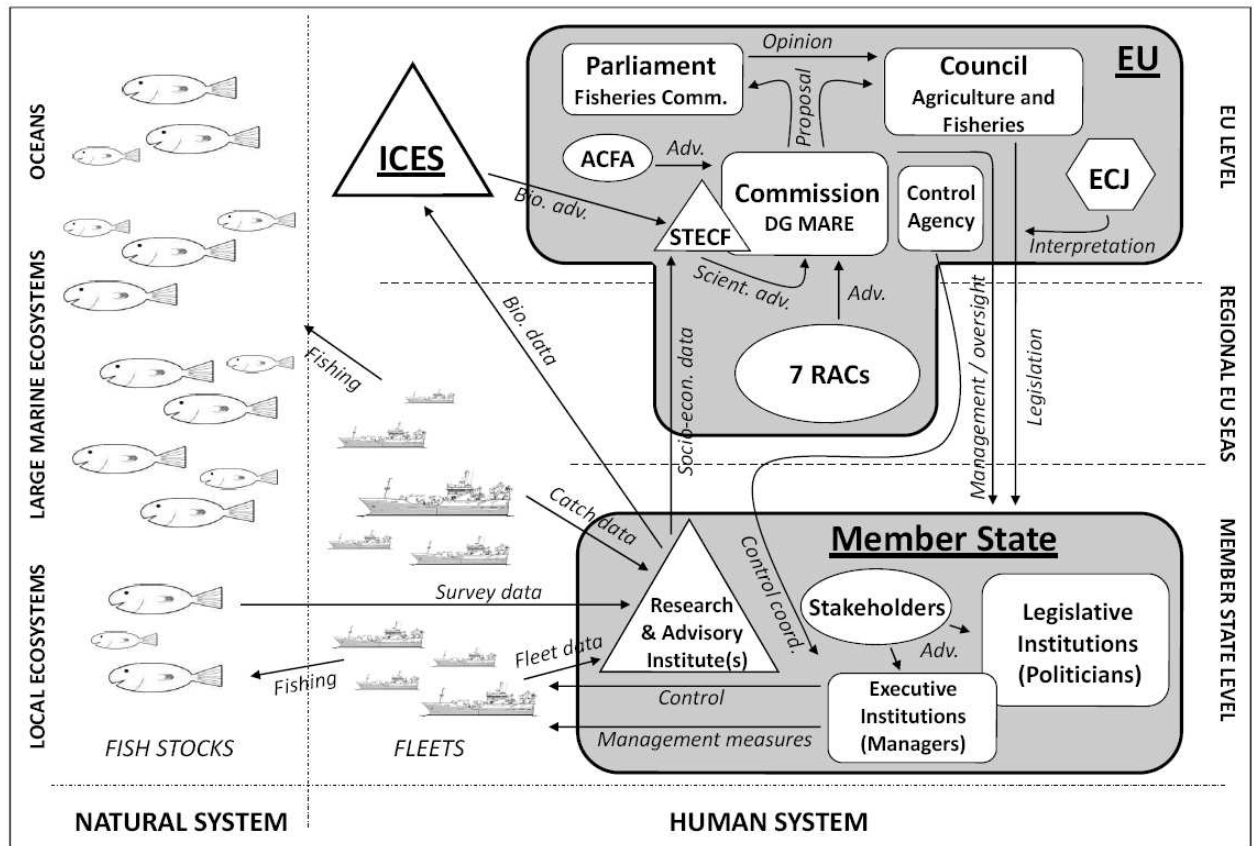 OCEANS
LARGE MARINE ECOSYSTEMS
LOCAL ECOSYSTEMS
FISH STOCKS
NATURAL SYSTEM
ICES
Bio. adv.
Bio. data
Fishing
Catch data
Survey data
Fleet data
Fishing
FLEETS
HUMAN SYSTEM
EU
Parliament
Fisheries Comm.
Opinion
Council
Agriculture and
Fisheries
Proposal
ACFA
Adv.
Commission
DG MARE
STECF
Control
Agency
ECJ
Interpretation
Scient. adv.
Adv.
7 RACs
Socio-econ. data
Management / oversight
Legislation
Control coord.
Member State
Research
& Advisory
Institute(s)
Stakeholders
Adv.
Legislative
Institutions
(Politicians)
Executive
Institutions
(Managers)
Control
Management measures
EU LEVEL
REGIONAL EU SEAS
MEMBER STATE LEVEL